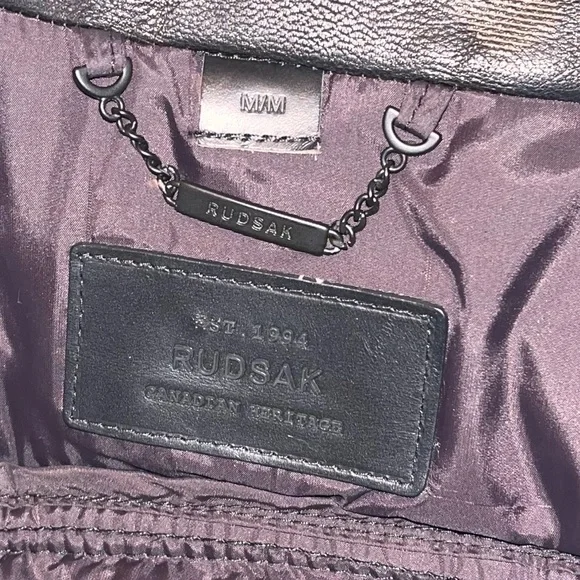 M/M
RUDSAK
EST. 1994
RUDSAK
CANADIAN HERITAGE